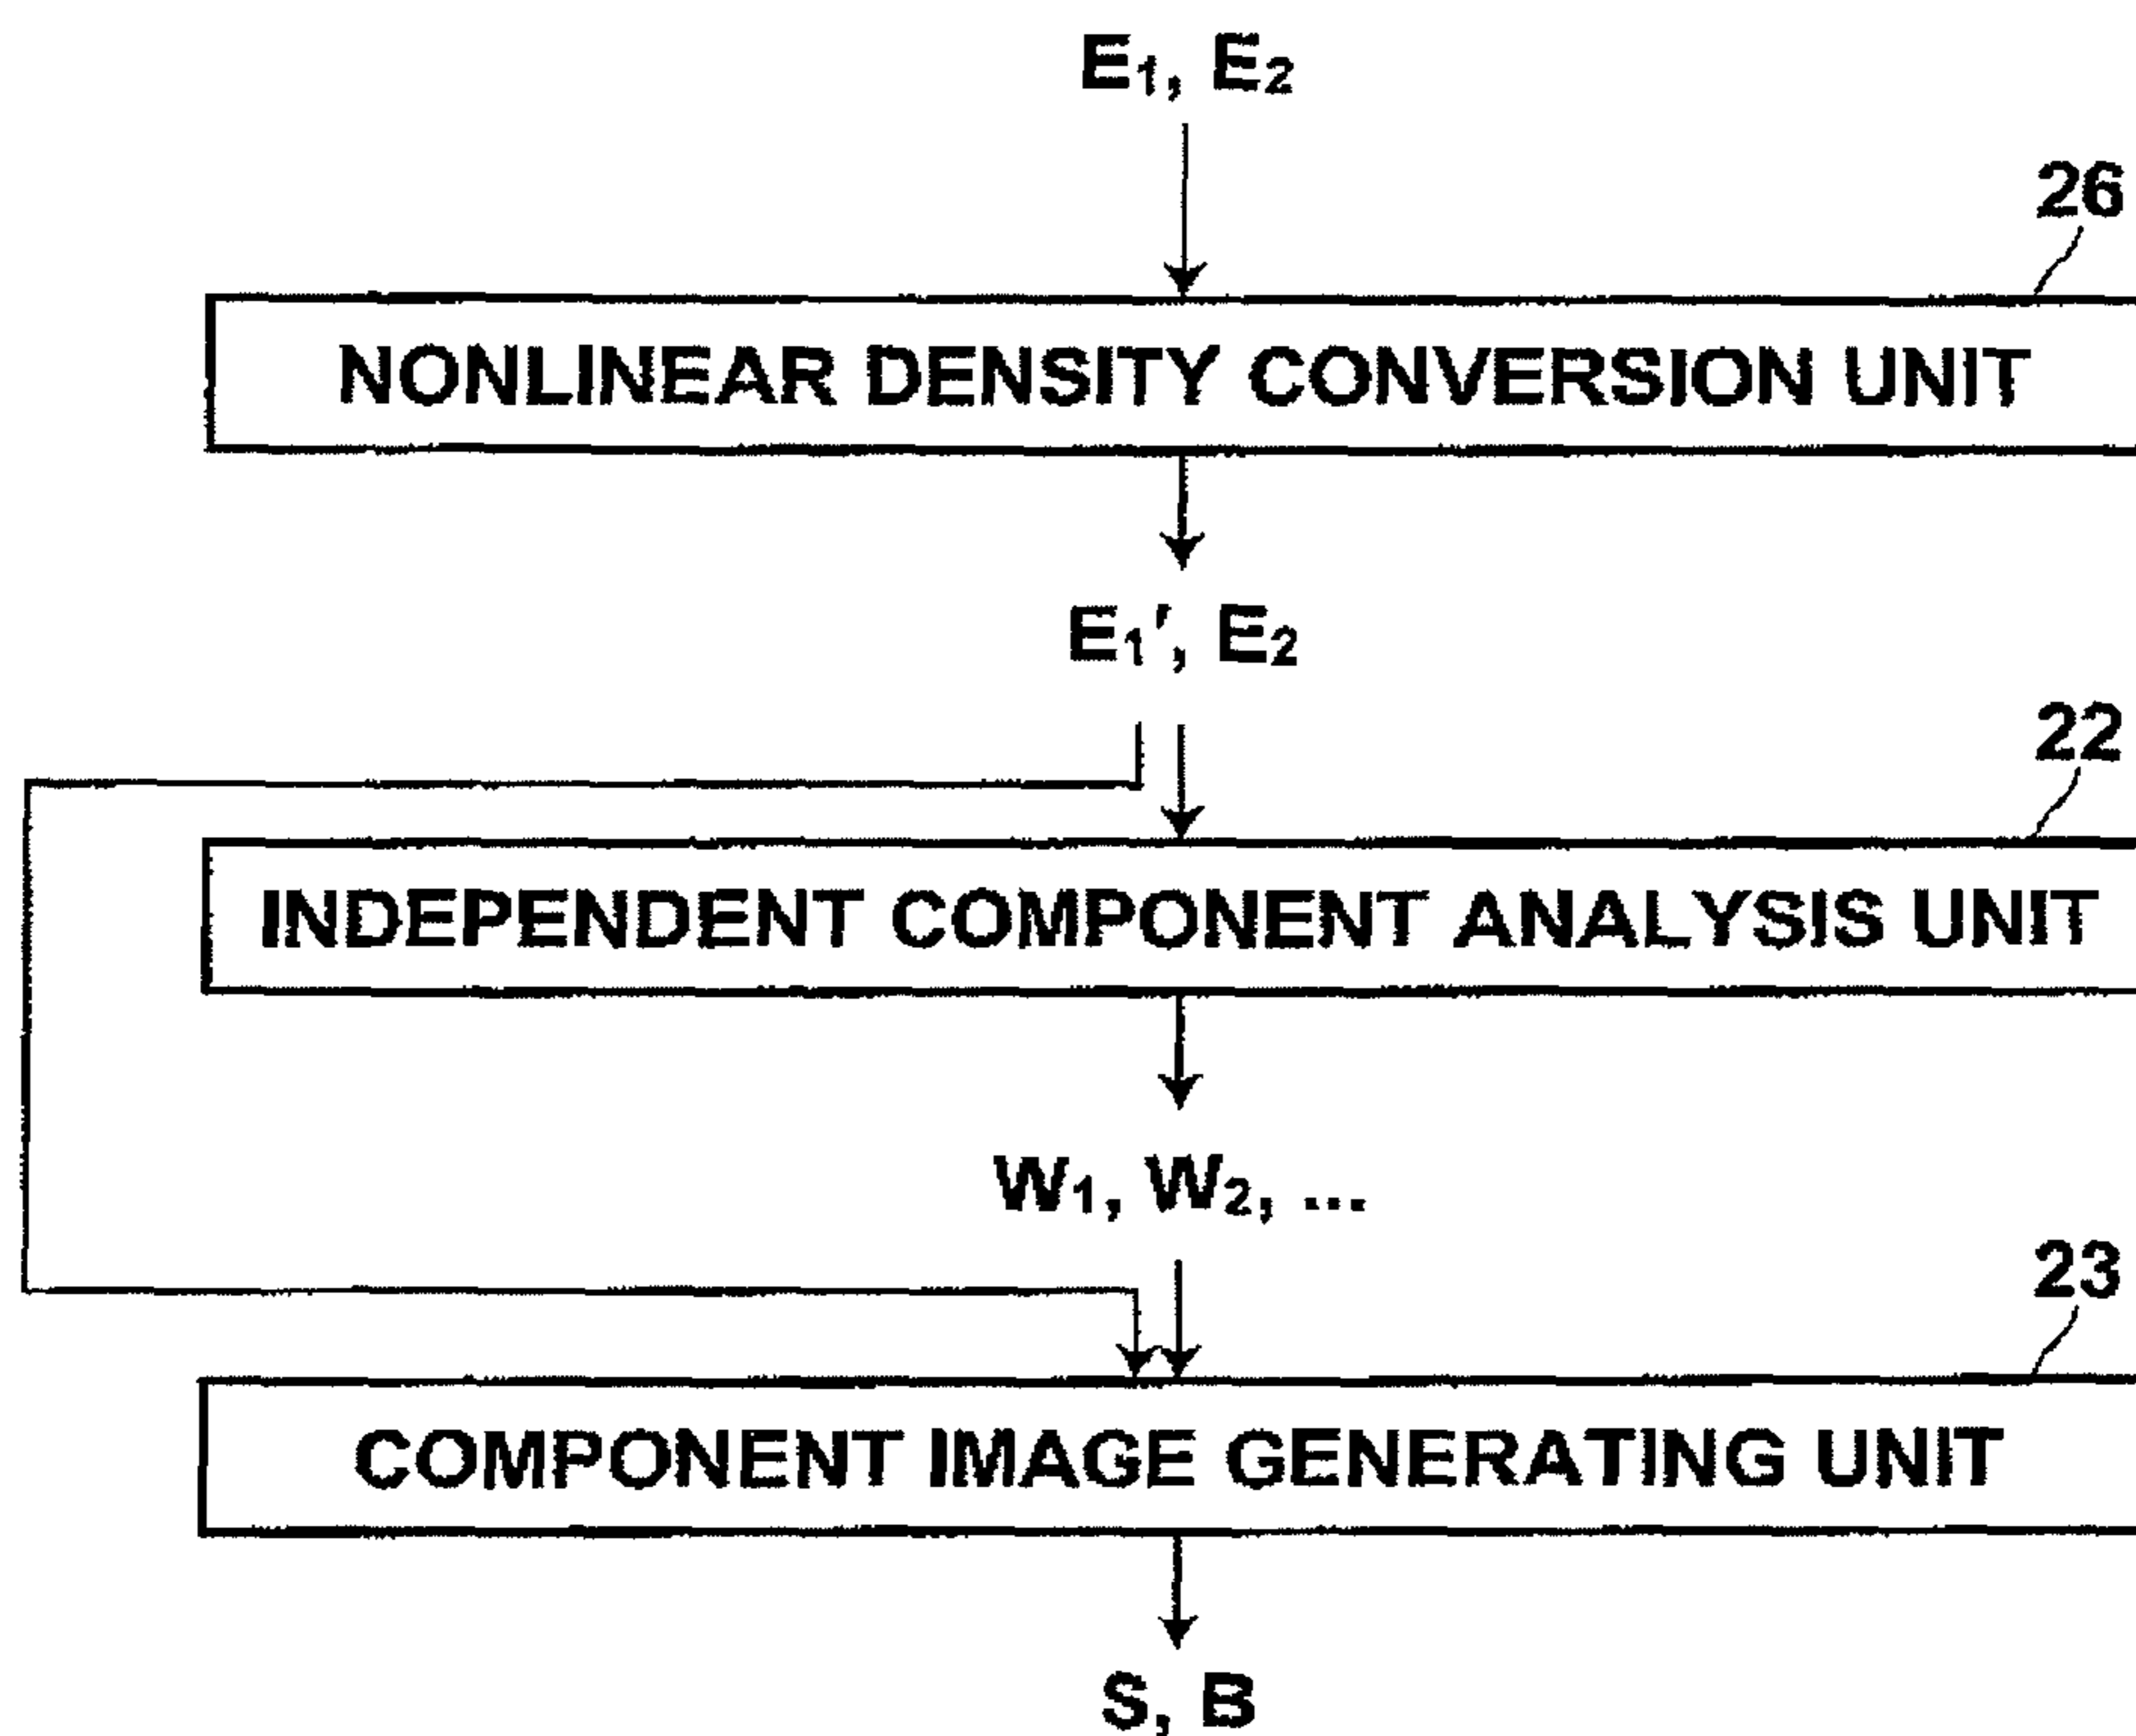 E₁, E₂
26
NONLINEAR DENSITY CONVERSION UNIT
E₁′, E₂
22
INDEPENDENT COMPONENT ANALYSIS UNIT
W₁, W₂, ...
23
COMPONENT IMAGE GENERATING UNIT
S, B